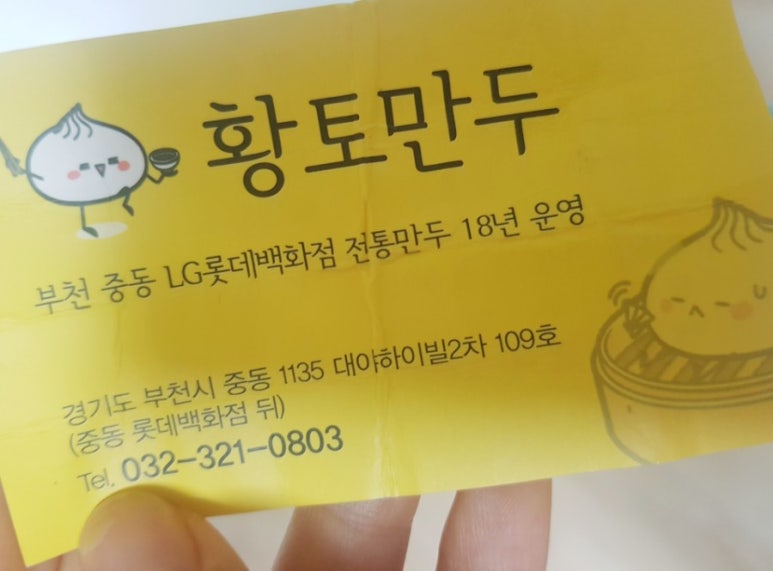 황토만두
부천 중동 LG롯데백화점 전통만두 18년 운영
경기도 부천시 중동 1135 대야하이빌2차 109호
(중동 롯데백화점 뒤)
Tel. 032-321-0803